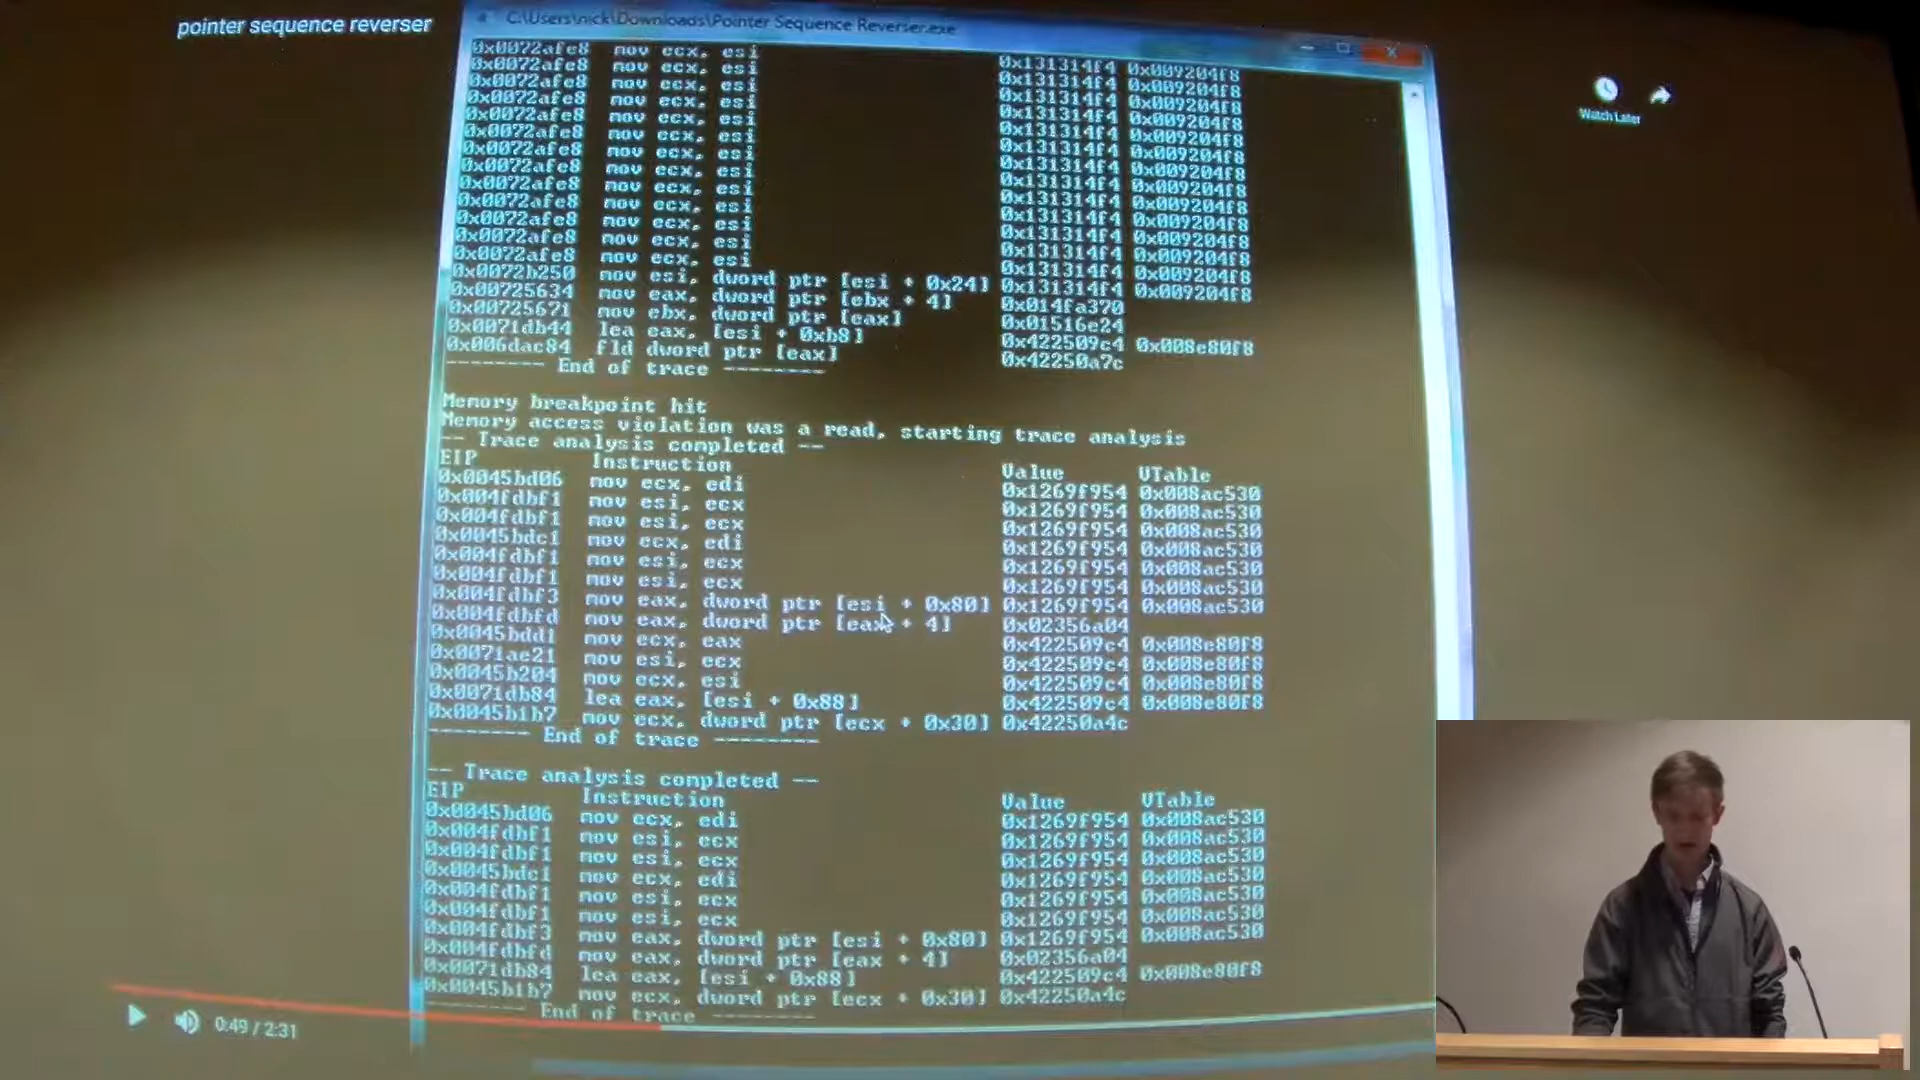 pointer sequence reverser
C:\Users\nick\Downloads\Pointer Sequence Reverser.exe
Watch Later
0x0072afe8 mov ecx, esi
0x0072afe8 mov ecx, esi 0x131314f4 0x009204f8
0x0072afe8 mov ecx, esi 0x131314f4 0x009204f8
0x0072afe8 mov ecx, esi 0x131314f4 0x009204f8
0x0072afe8 mov ecx, esi 0x131314f4 0x009204f8
0x0072afe8 mov ecx, esi 0x131314f4 0x009204f8
0x0072afe8 mov ecx, esi 0x131314f4 0x009204f8
0x0072afe8 mov ecx, esi 0x131314f4 0x009204f8
0x0072afe8 mov ecx, esi 0x131314f4 0x009204f8
0x0072afe8 mov ecx, esi 0x131314f4 0x009204f8
0x0072afe8 mov ecx, esi 0x131314f4 0x009204f8
0x0072afe8 mov ecx, esi 0x131314f4 0x009204f8
0x0072afe8 mov ecx, esi 0x131314f4 0x009204f8
0x0072b250 mov esi, dword ptr [esi + 0x24] 0x131314f4 0x009204f8
0x00725634 mov eax, dword ptr [ebx + 4] 0x014fa370
0x00725671 mov ebx, dword ptr [eax] 0x01516e24
0x0071db44 lea eax, [esi + 0xb8] 0x422509c4 0x008e80f8
0x006dac84 fld dword ptr [eax] 0x42250a7c
-------- End of trace --------
Memory breakpoint hit
Memory access violation was a read, starting trace analysis
-- Trace analysis completed --
EIP Instruction Value VTable
0x0045bd06 mov ecx, edi 0x1269f954 0x008ac530
0x004fdbf1 mov esi, ecx 0x1269f954 0x008ac530
0x004fdbf1 mov esi, ecx 0x1269f954 0x008ac530
0x0045bdc1 mov ecx, edi 0x1269f954 0x008ac530
0x004fdbf1 mov esi, ecx 0x1269f954 0x008ac530
0x004fdbf1 mov esi, ecx 0x1269f954 0x008ac530
0x004fdbf3 mov eax, dword ptr [esi + 0x80] 0x1269f954 0x008ac530
0x004fdbfd mov eax, dword ptr [eax + 4] 0x02356a04
0x0045bdd1 mov ecx, eax 0x422509c4 0x008e80f8
0x0071ae21 mov esi, ecx 0x422509c4 0x008e80f8
0x0045b204 mov ecx, esi 0x422509c4 0x008e80f8
0x0071db84 lea eax, [esi + 0x88] 0x422509c4 0x008e80f8
0x0045b1b7 mov ecx, dword ptr [ecx + 0x30] 0x42250a4c
-------- End of trace --------
-- Trace analysis completed --
EIP Instruction Value VTable
0x0045bd06 mov ecx, edi 0x1269f954 0x008ac530
0x004fdbf1 mov esi, ecx 0x1269f954 0x008ac530
0x004fdbf1 mov esi, ecx 0x1269f954 0x008ac530
0x0045bdc1 mov ecx, edi 0x1269f954 0x008ac530
0x004fdbf1 mov esi, ecx 0x1269f954 0x008ac530
0x004fdbf1 mov esi, ecx 0x1269f954 0x008ac530
0x004fdbf3 mov eax, dword ptr [esi + 0x80] 0x1269f954 0x008ac530
0x004fdbfd mov eax, dword ptr [eax + 4] 0x02356a04
0x0071db84 lea eax, [esi + 0x88] 0x422509c4 0x008e80f8
0x0045b1b7 mov ecx, dword ptr [ecx + 0x30] 0x42250a4c
-------- End of trace --------
0:49 / 2:31